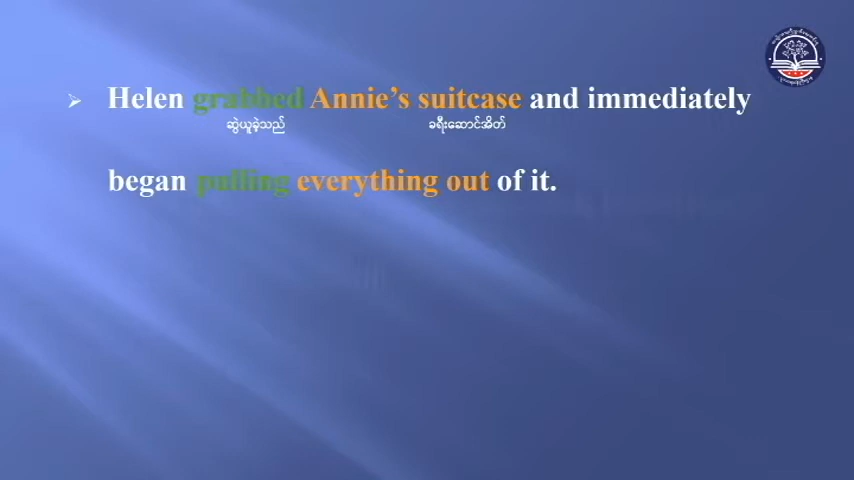 Helen grabbed Annie's suitcase and immediately
ဆွဲယူခဲ့သည် ခရီးဆောင်အိတ်
began pulling everything out of it.